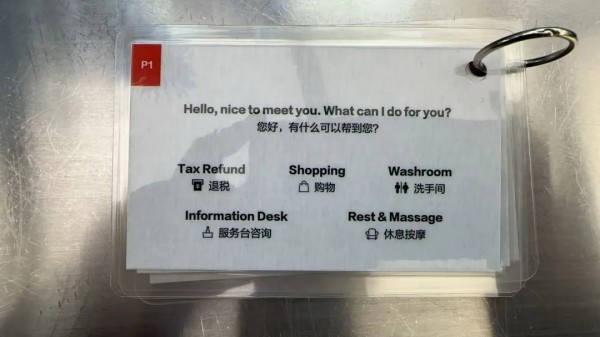 P1
Hello, nice to meet you. What can I do for you?
您好，有什么可以帮到您?
Tax Refund Shopping Washroom
退税 购物 洗手间
Information Desk Rest & Massage
服务台咨询 休息按摩